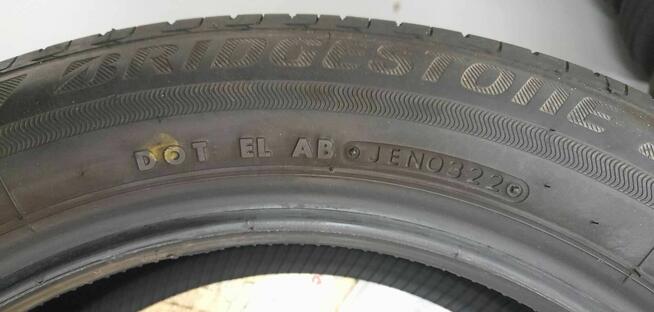 BRIDGESTONE
DOT EL AB JEN0322